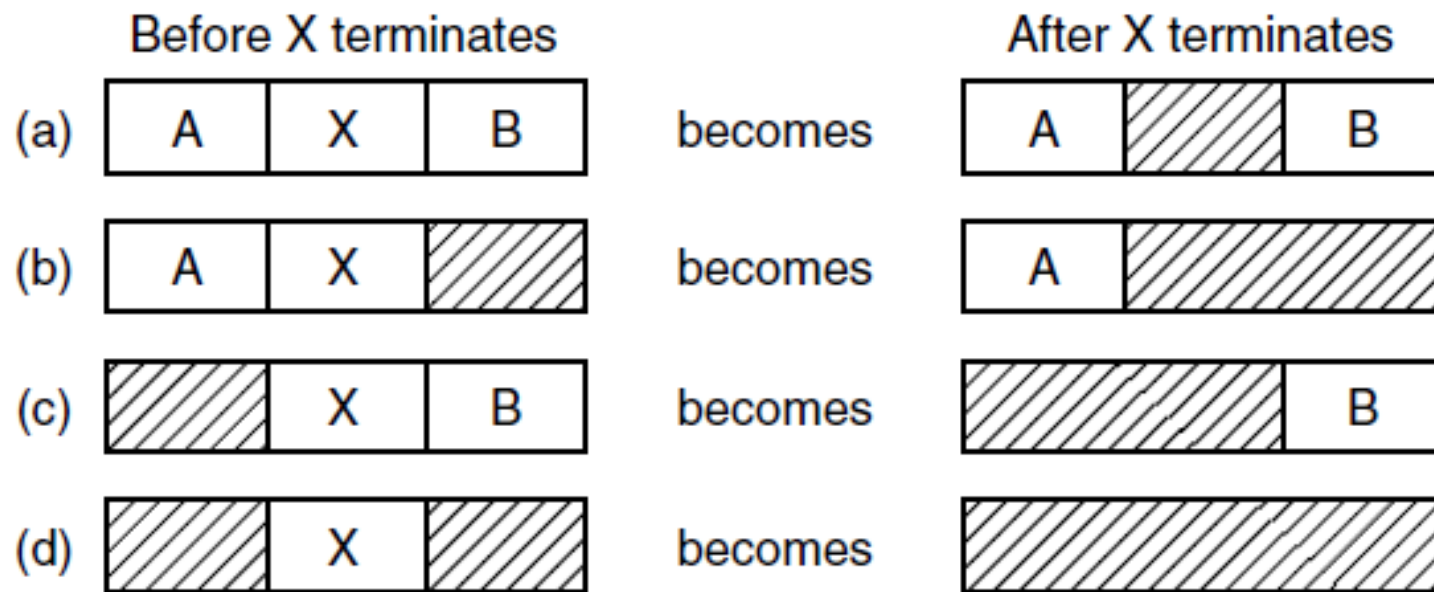 Before X terminates After X terminates
(a) A X B becomes A B
(b) A X becomes A
(c) X B becomes B
(d) X becomes